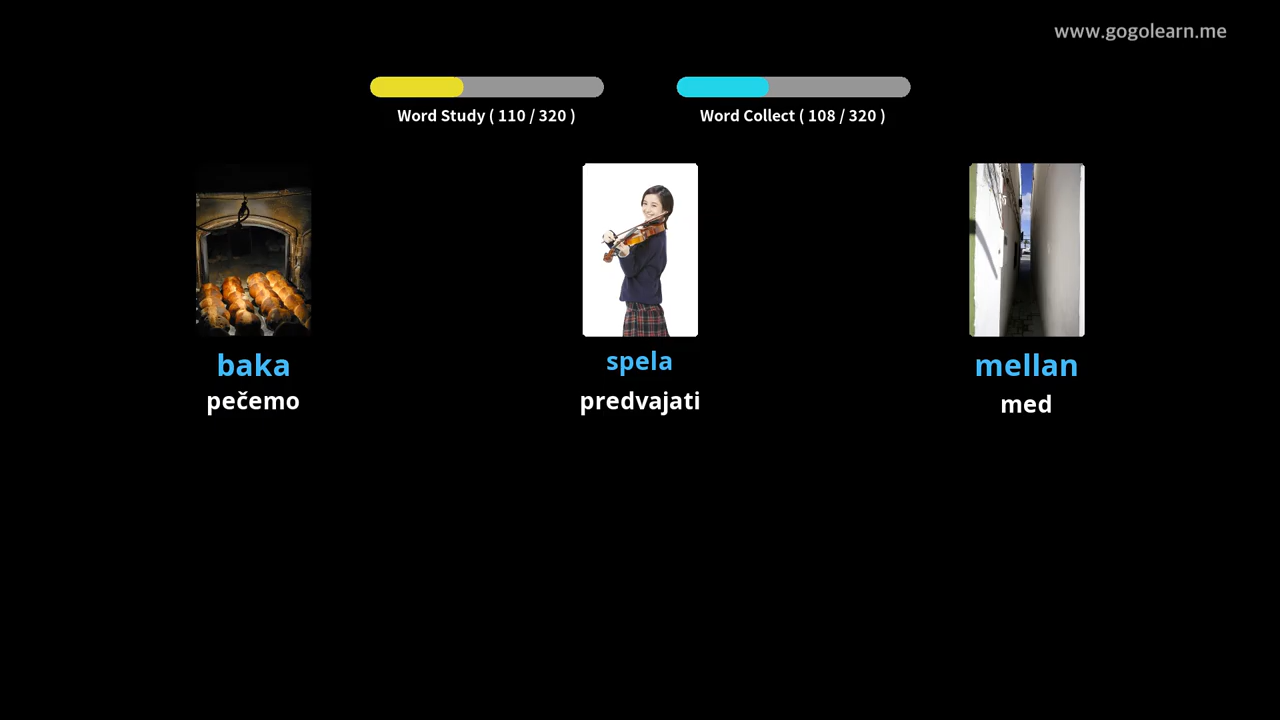 www.gogolearn.me
Word Study ( 110 / 320 )
Word Collect ( 108 / 320 )
baka
pečemo
spela
predvajati
mellan
med